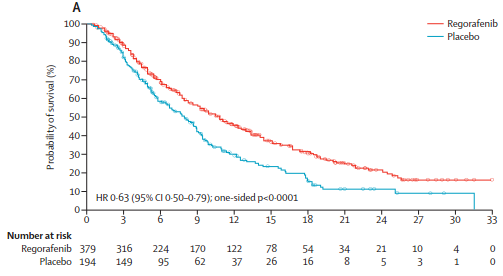 A
Regorafenib
Placebo
Probability of survival (%)
100
90
80
70
60
50
40
30
20
10
0
HR 0·63 (95% CI 0·50–0·79); one-sided p<0·0001
0 3 6 9 12 15 18 21 24 27 30 33
Number at risk
Regorafenib 379 316 224 170 122 78 54 34 21 10 4 0
Placebo 194 149 95 62 37 26 16 8 5 3 1 0